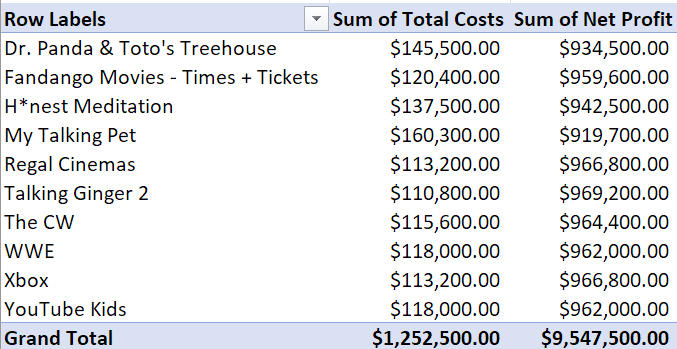 Row Labels Sum of Total Costs Sum of Net Profit
Dr. Panda & Toto's Treehouse $145,500.00 $934,500.00
Fandango Movies - Times + Tickets $120,400.00 $959,600.00
H*nest Meditation $137,500.00 $942,500.00
My Talking Pet $160,300.00 $919,700.00
Regal Cinemas $113,200.00 $966,800.00
Talking Ginger 2 $110,800.00 $969,200.00
The CW $115,600.00 $964,400.00
WWE $118,000.00 $962,000.00
Xbox $113,200.00 $966,800.00
YouTube Kids $118,000.00 $962,000.00
Grand Total $1,252,500.00 $9,547,500.00